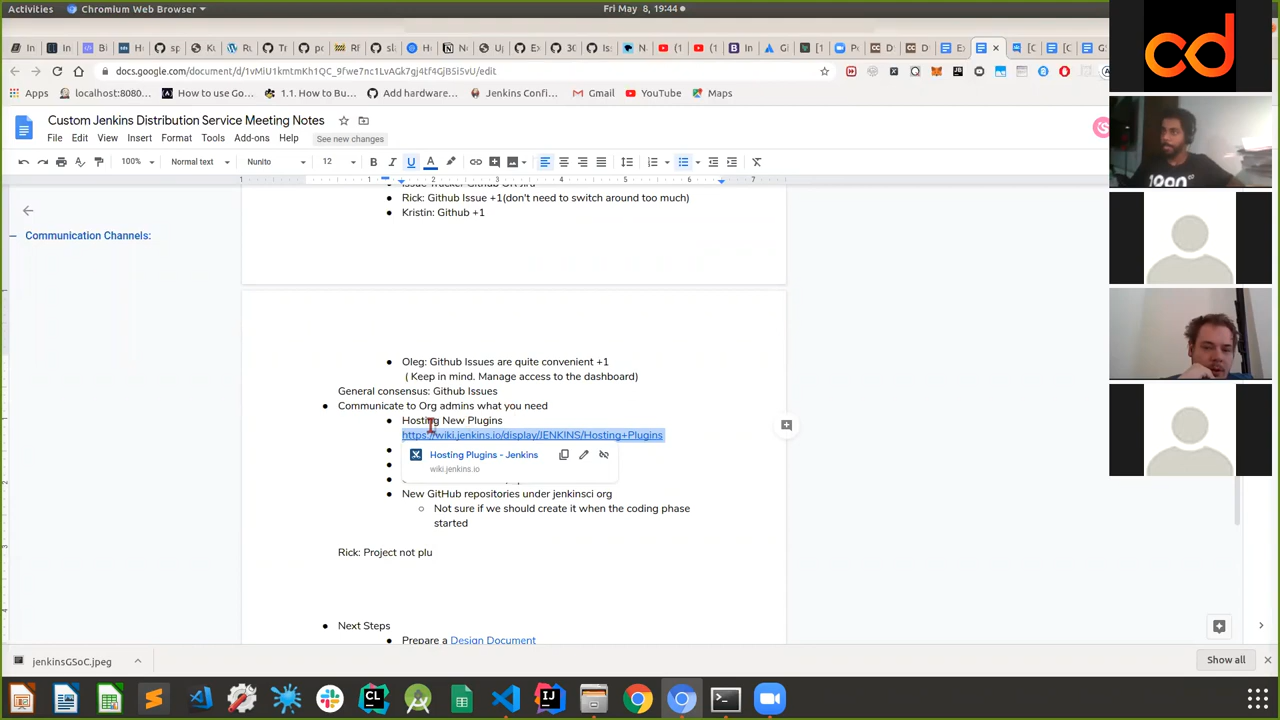 Activities
Chromium Web Browser
Fri May 8, 19:44
docs.google.com/document/d/1vMiU1kmtmKh1QC_9fwe7nc1LvAGk7gj4tf4GjB5i5vU/edit
Apps
localhost:8080...
How to use Go...
1.1. How to Bui...
Add hardware...
Jenkins Confi...
Gmail
YouTube
Maps
Custom Jenkins Distribution Service Meeting Notes
File Edit View Insert Format Tools Add-ons Help See new changes
100% Normal text Nunito 12
Communication Channels:
Issue Tracker Github OR Jira
Rick: Github Issue +1(don't need to switch around too much)
Kristin: Github +1
Oleg: Github Issues are quite convenient +1
( Keep in mind. Manage access to the dashboard)
General consensus: Github Issues
Communicate to Org admins what you need
Hosting New Plugins
https://wiki.jenkins.io/display/JENKINS/Hosting+Plugins
Hosting Plugins - Jenkins
wiki.jenkins.io
New GitHub repositories under jenkinsci org
Not sure if we should create it when the coding phase
started
Rick: Project not plu
Next Steps
Prepare a Design Document
jenkinsGSoC.jpeg
Show all